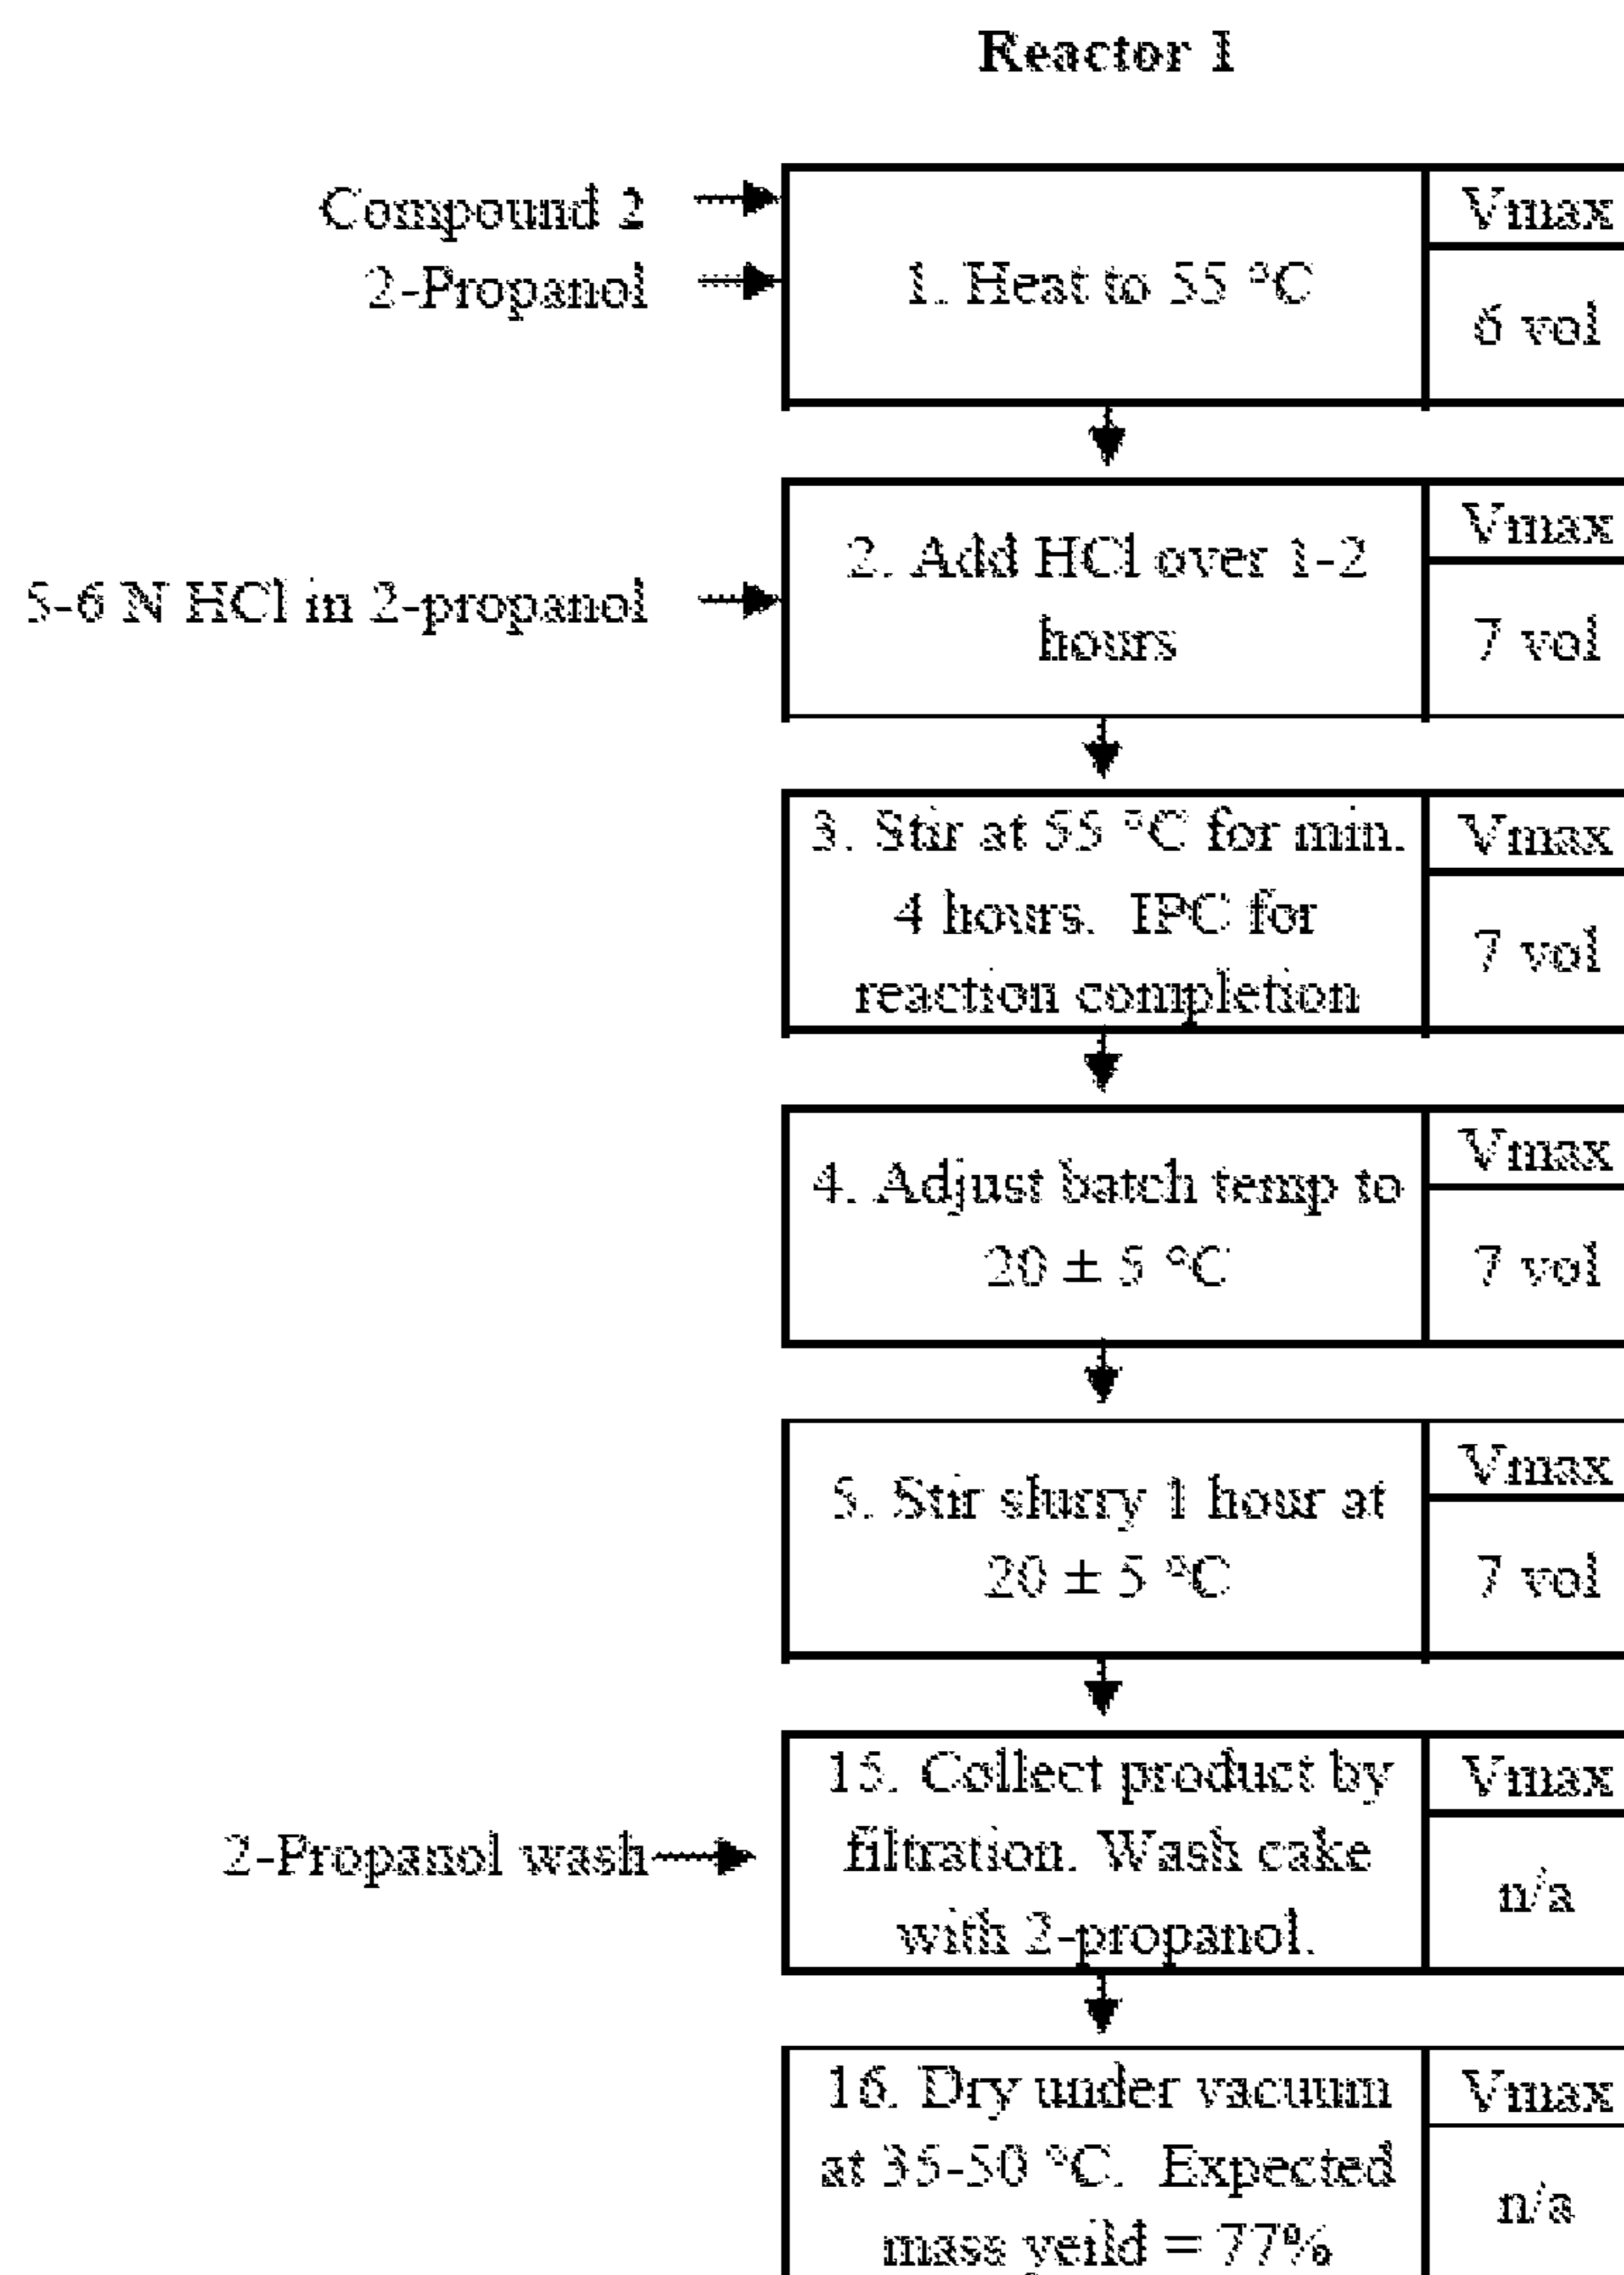 Reactor 1
Compound 2
2-Propanol
1. Heat to 55 °C
Vmax
6 vol
5-6 N HCl in 2-propanol
2. Add HCl over 1-2
hours
Vmax
7 vol
3. Stir at 55 °C for min.
4 hours. IPC for
reaction completion
Vmax
7 vol
4. Adjust batch temp to
20 ± 5 °C
Vmax
7 vol
5. Stir slurry 1 hour at
20 ± 5 °C
Vmax
7 vol
2-Propanol wash
15. Collect product by
filtration. Wash cake
with 2-propanol.
Vmax
n/a
16. Dry under vacuum
at 35-50 °C. Expected
mass yeild = 77%
Vmax
n/a